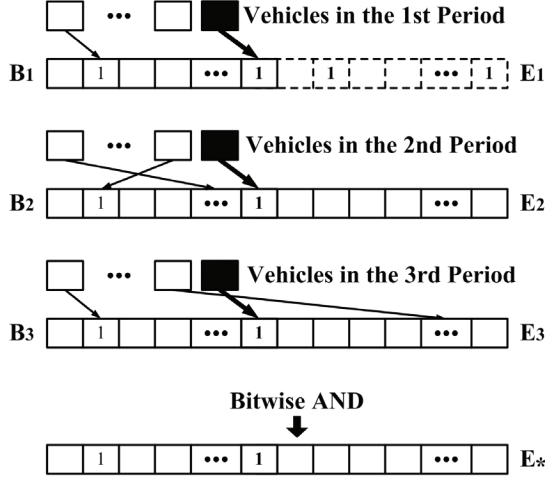 ••• Vehicles in the 1st Period
B1 1 ••• 1 1 ••• 1 E1
••• Vehicles in the 2nd Period
B2 1 ••• 1 ••• E2
••• Vehicles in the 3rd Period
B3 1 ••• 1 ••• E3
Bitwise AND
1 ••• 1 ••• E*